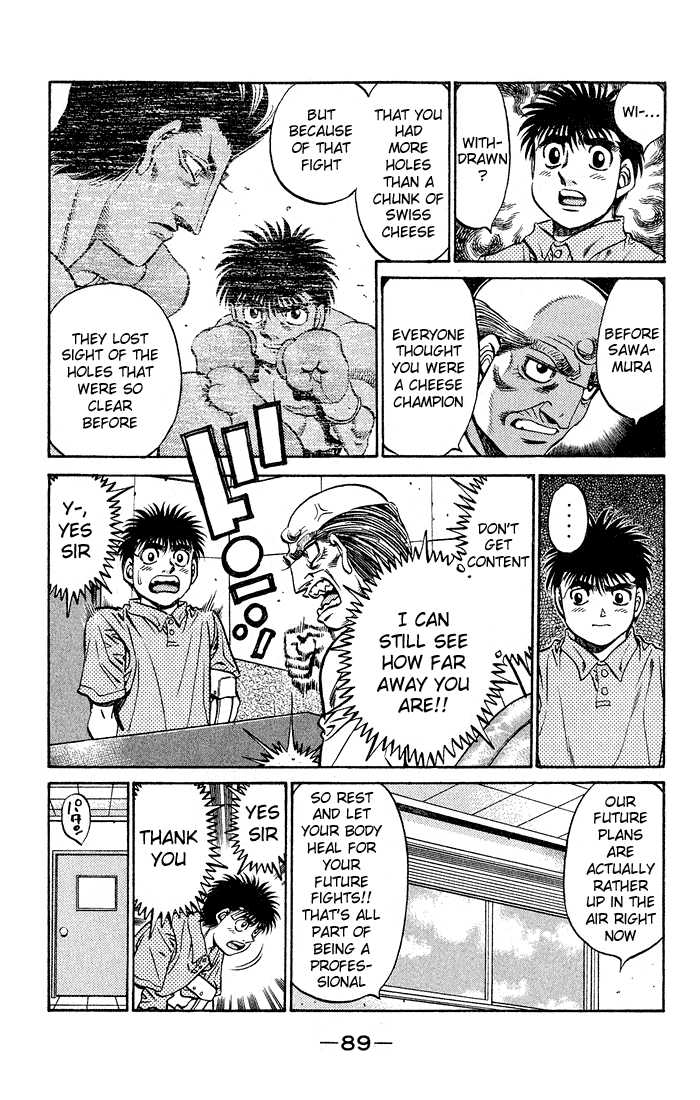 WI-...
WITH-
DRAWN
?
THAT YOU
HAD
MORE
HOLES
THAN A
CHUNK OF
SWISS
CHEESE
BUT
BECAUSE
OF THAT
FIGHT
THEY LOST
SIGHT OF THE
HOLES THAT
WERE SO
CLEAR
BEFORE
BEFORE
SAWA-
MURA
EVERYONE
THOUGHT
YOU WERE
A CHEESE
CHAMPION
....
DON'T
GET
CONTENT
I CAN
STILL SEE
HOW FAR
AWAY YOU
ARE!!
ドン!
Y-,
YES
SIR
OUR
FUTURE
PLANS
ARE
ACTUALLY
RATHER
UP IN THE
AIR RIGHT
NOW
SO REST
AND LET
YOUR BODY
HEAL FOR
YOUR
FUTURE
FIGHTS!!
THAT'S ALL
PART OF
BEING A
PROFES-
SIONAL
YES
SIR
THANK
YOU
—89—